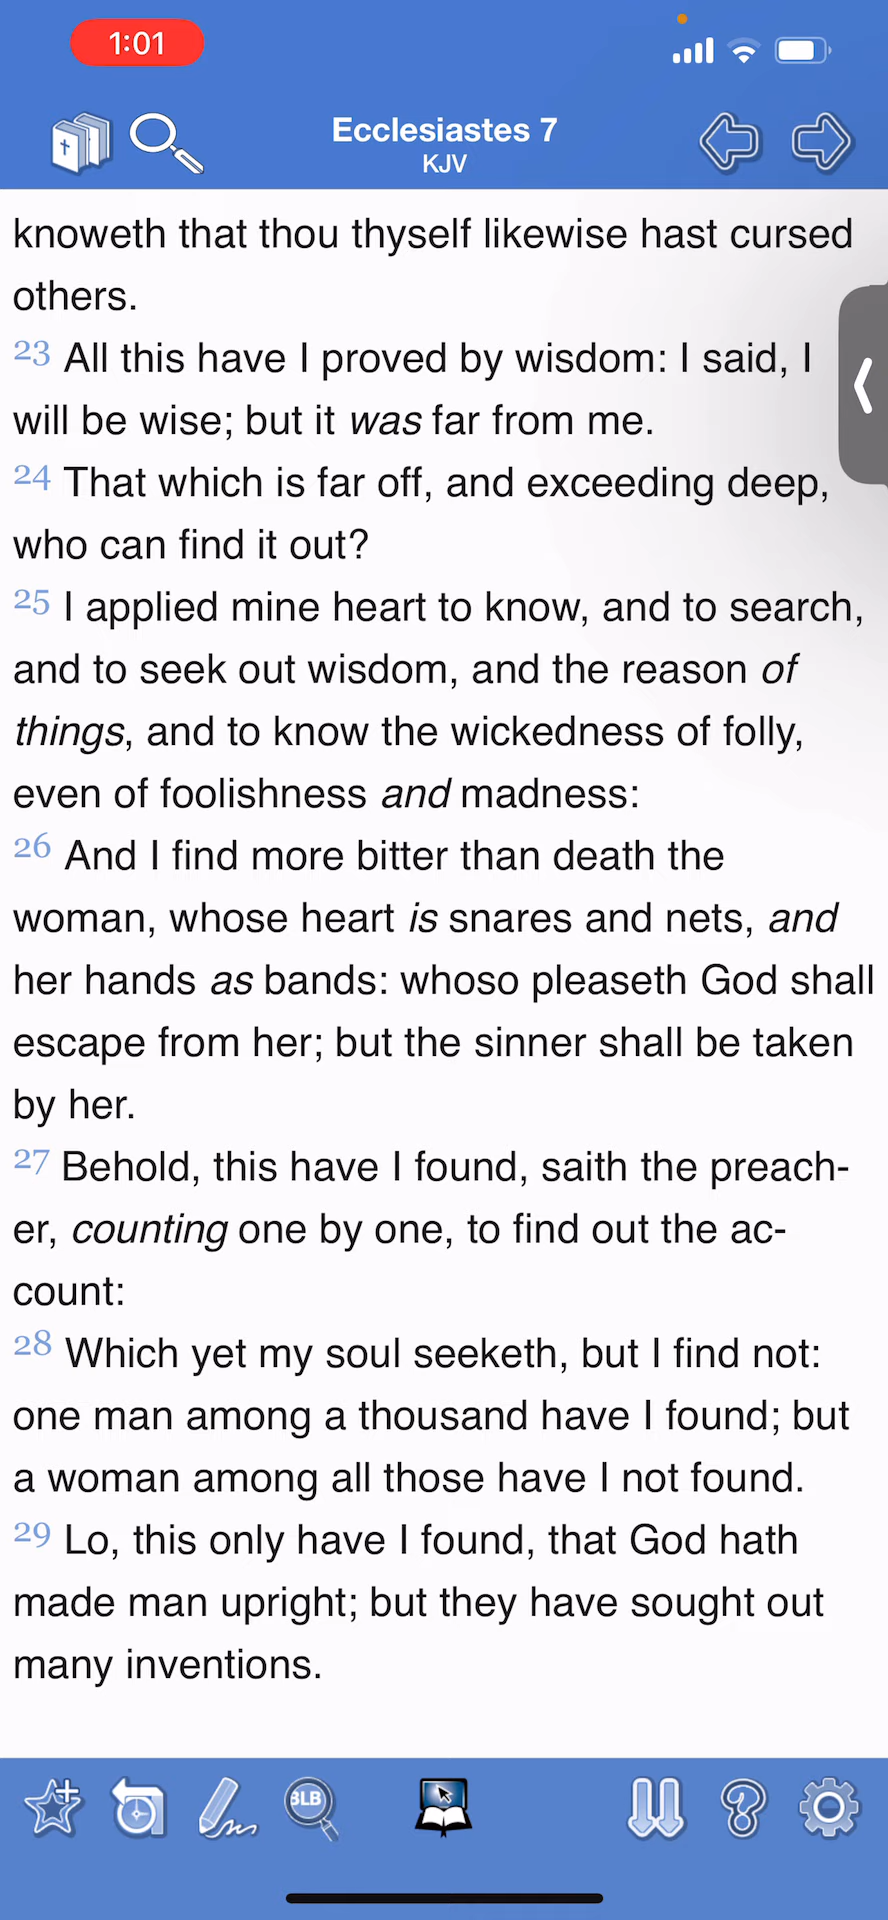 1:01
Ecclesiastes 7
KJV
knoweth that thou thyself likewise hast cursed
others.
23 All this have I proved by wisdom: I said, I
will be wise; but it was far from me.
24 That which is far off, and exceeding deep,
who can find it out?
25 I applied mine heart to know, and to search,
and to seek out wisdom, and the reason of
things, and to know the wickedness of folly,
even of foolishness and madness:
26 And I find more bitter than death the
woman, whose heart is snares and nets, and
her hands as bands: whoso pleaseth God shall
escape from her; but the sinner shall be taken
by her.
27 Behold, this have I found, saith the preach-
er, counting one by one, to find out the ac-
count:
28 Which yet my soul seeketh, but I find not:
one man among a thousand have I found; but
a woman among all those have I not found.
29 Lo, this only have I found, that God hath
made man upright; but they have sought out
many inventions.
BLB